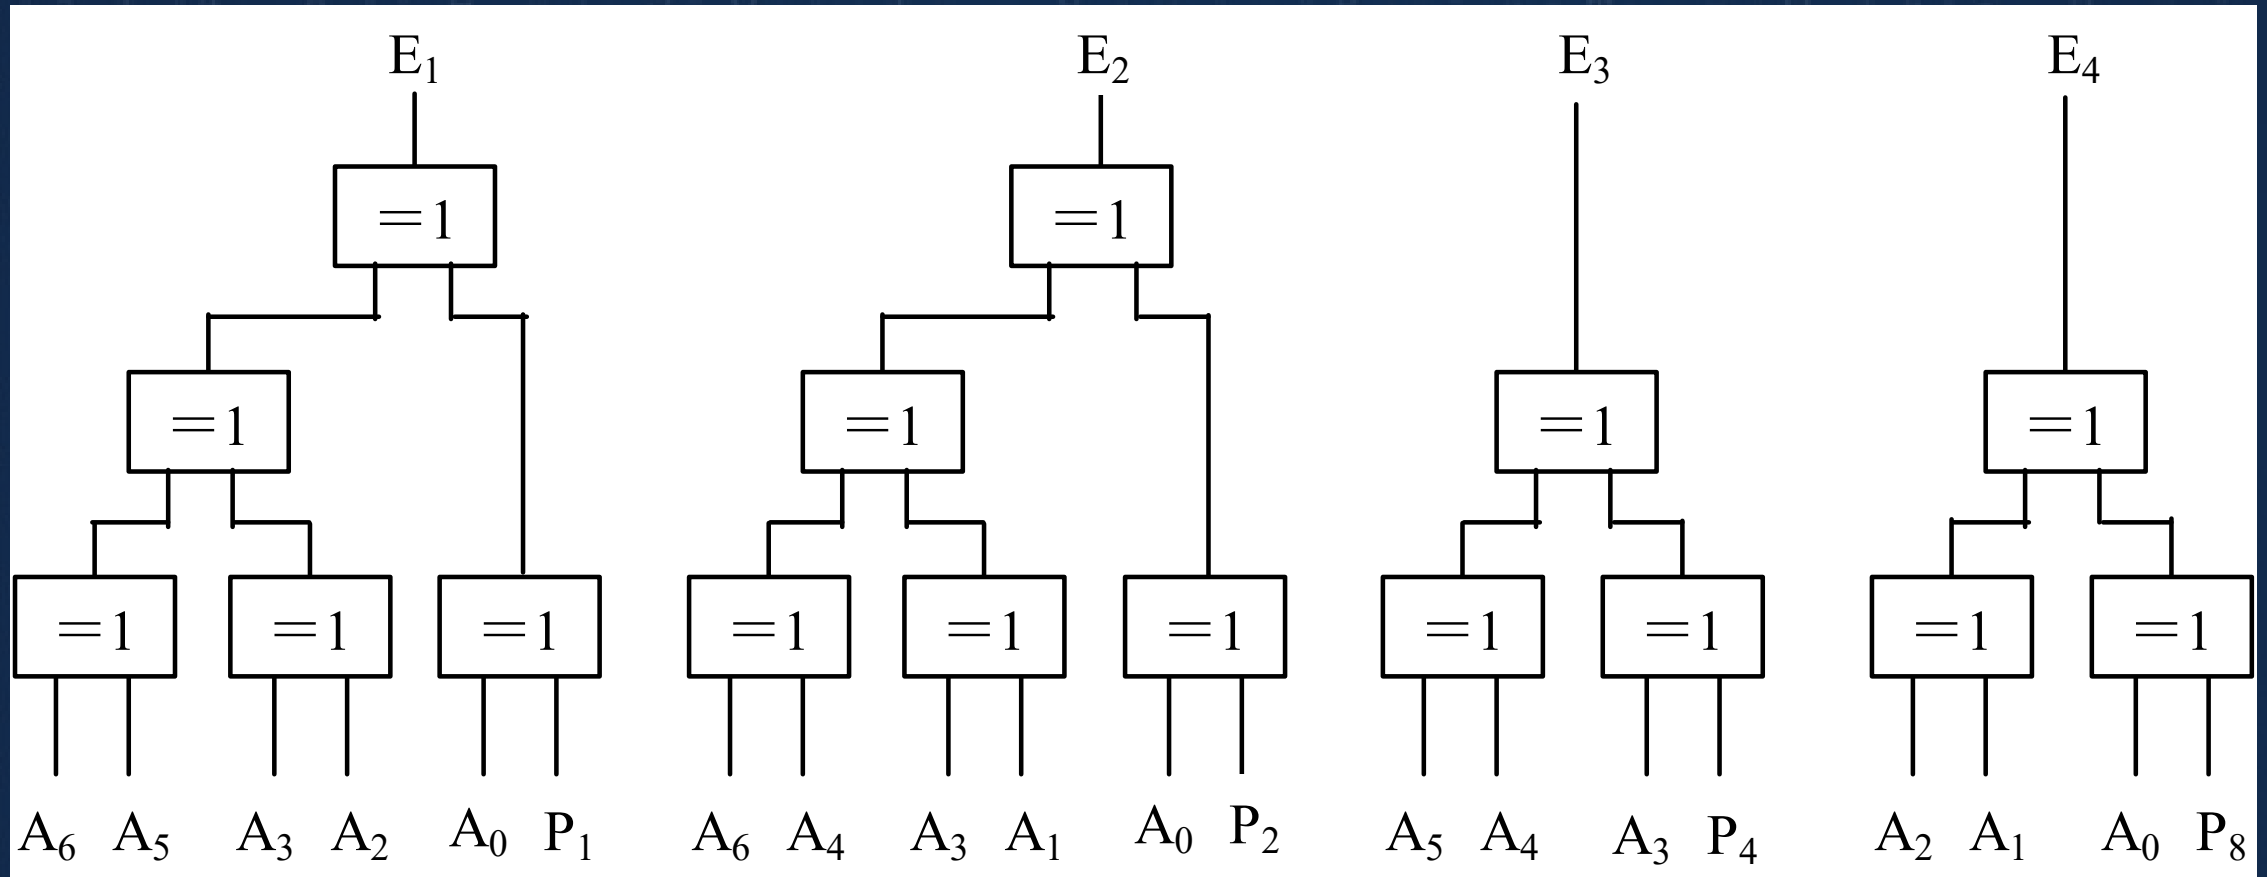 E₁ E₂ E₃ E₄
=1 =1
=1 =1 =1 =1
=1 =1 =1 =1 =1 =1 =1 =1 =1 =1
A₆ A₅ A₃ A₂ A₀ P₁ A₆ A₄ A₃ A₁ A₀ P₂ A₅ A₄ A₃ P₄ A₂ A₁ A₀ P₈